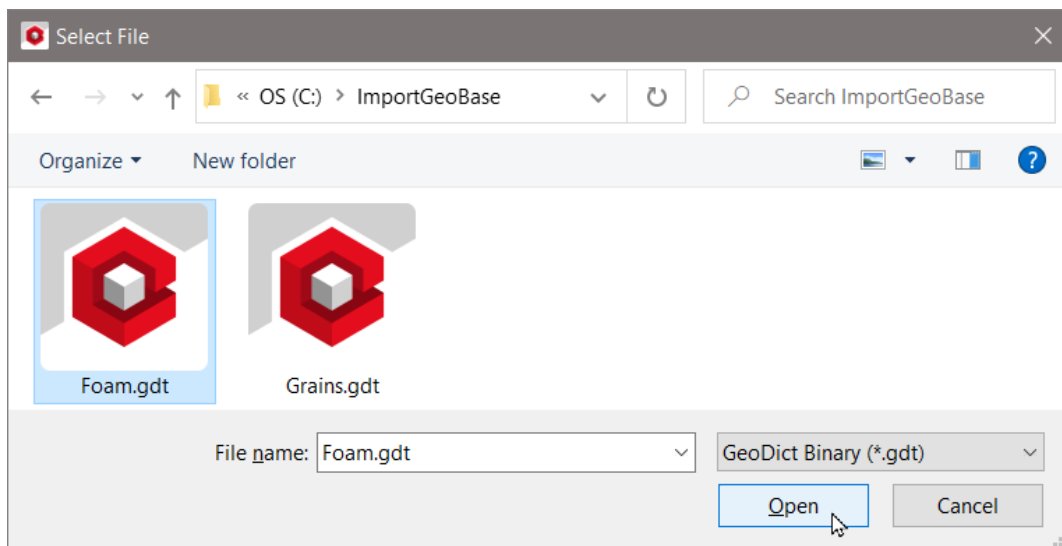 Select File
« OS (C:) > ImportGeoBase
Search ImportGeoBase
Organize
New folder
?
Foam.gdt
Grains.gdt
File name: Foam.gdt
GeoDict Binary (*.gdt)
Open
Cancel